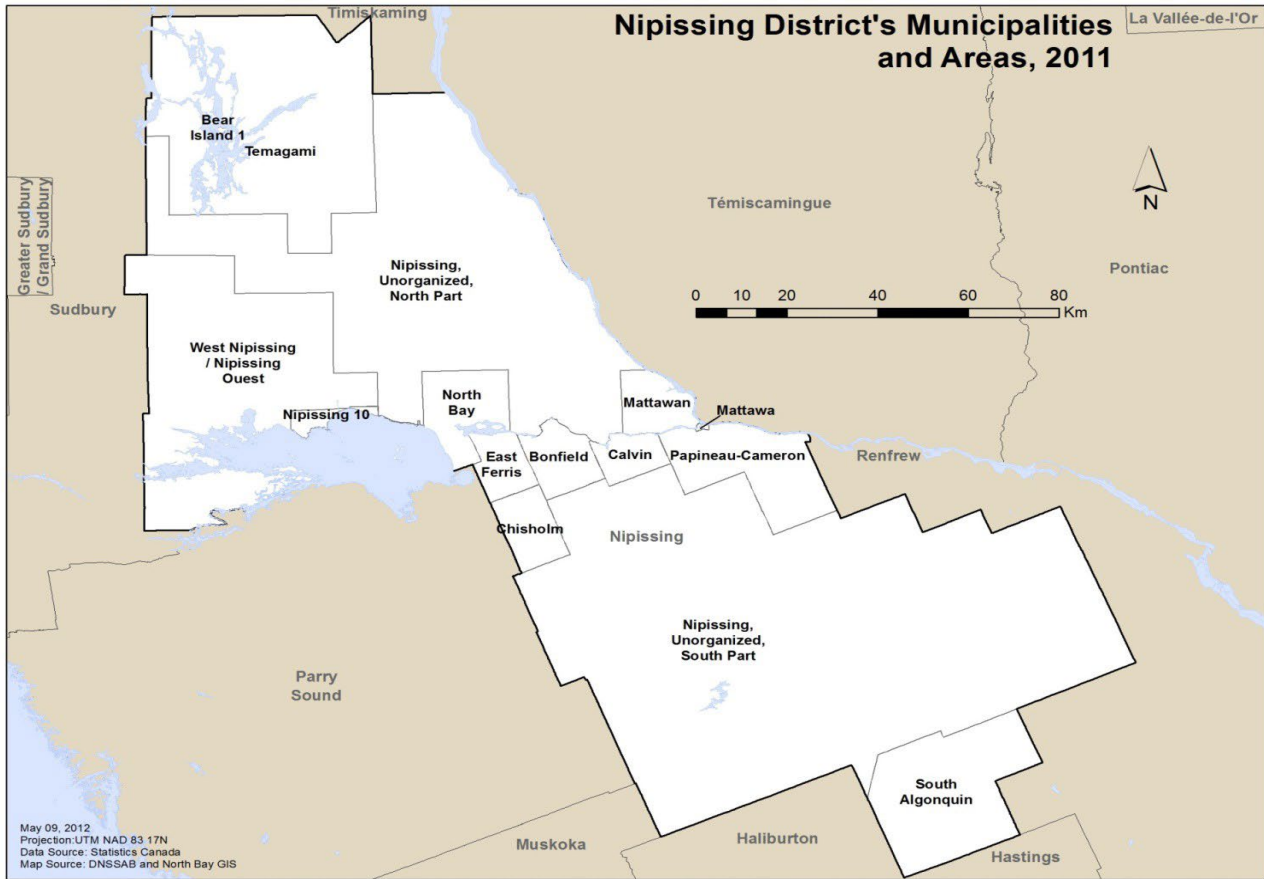 Timiskaming
Nipissing District's Municipalities
and Areas, 2011
La Vallée-de-l'Or
Bear
Island 1
Temagami
N
Greater Sudbury
/ Grand Sudbury
Témiscamingue
Nipissing,
Unorganized,
North Part
Pontiac
Sudbury
0 10 20 40 60 80
Km
West Nipissing
/ Nipissing
Ouest
North
Bay
Mattawan
Nipissing 10
Mattawa
East
Ferris
Bonfield
Calvin
Papineau-Cameron
Renfrew
Chisholm
Nipissing
Nipissing,
Unorganized,
South Part
Parry
Sound
South
Algonquin
May 09, 2012
Projection:UTM NAD 83 17N
Data Source: Statistics Canada
Map Source: DNSSAB and North Bay GIS
Muskoka
Haliburton
Hastings